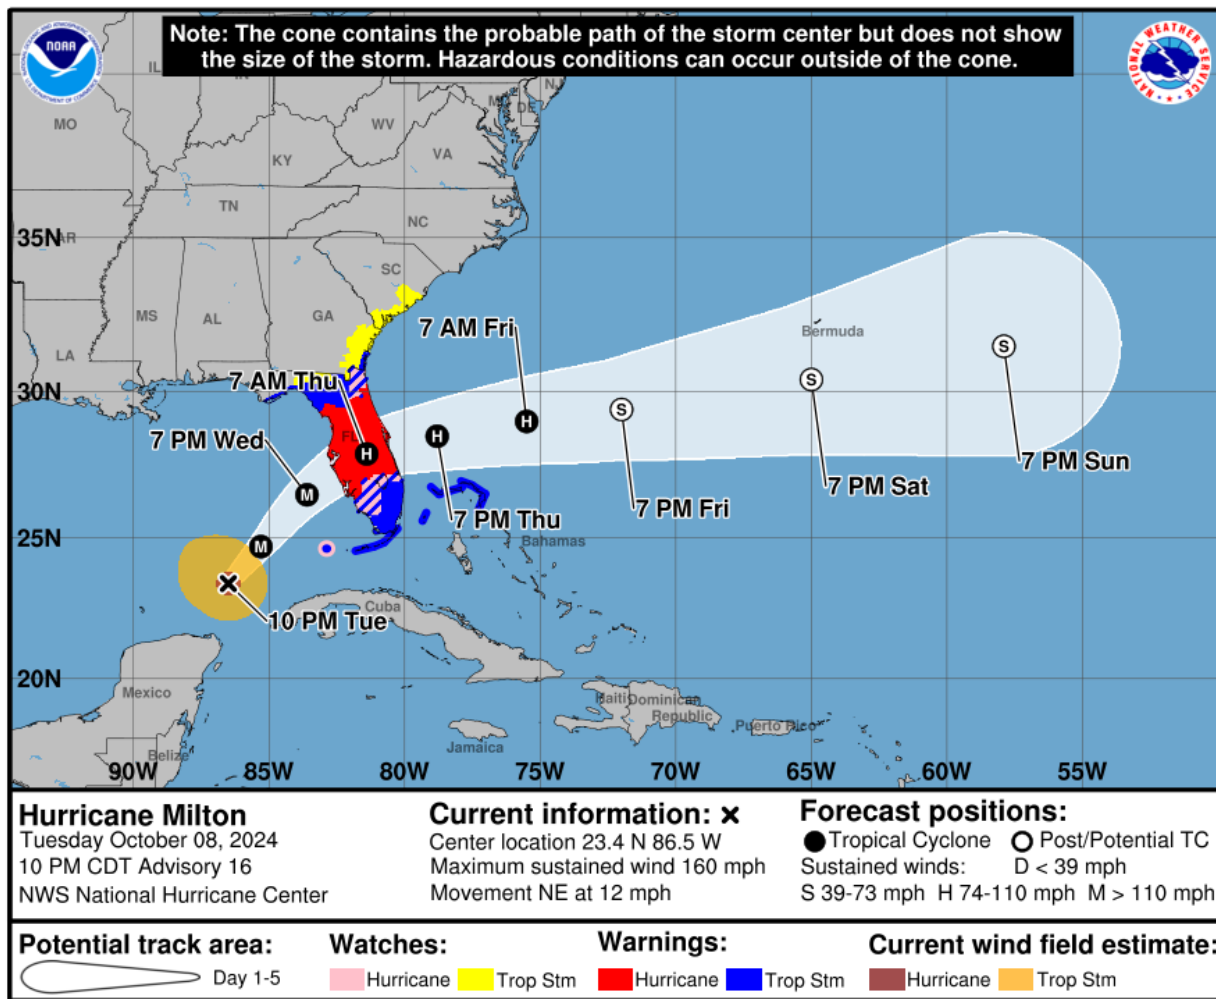 Note: The cone contains the probable path of the storm center but does not show
the size of the storm. Hazardous conditions can occur outside of the cone.
NOAA
NATIONAL WEATHER SERVICE
IL
NJ
DE
MO
WV
KY
VA
TN
NC
35N
AR
SC
MS
AL
GA
LA
7 AM Fri
Bermuda
30N
7 AM Thu
FL
7 PM Wed
H
H
H
S
S
S
M
M
7 PM Thu
7 PM Fri
7 PM Sat
7 PM Sun
25N
Bahamas
10 PM Tue
Cuba
20N
Mexico
Haiti
Dominican
Republic
Puerto Rico
Jamaica
Belize
90W 85W 80W 75W 70W 65W 60W 55W
Hurricane Milton
Tuesday October 08, 2024
10 PM CDT Advisory 16
NWS National Hurricane Center
Current information: ✖
Center location 23.4 N 86.5 W
Maximum sustained wind 160 mph
Movement NE at 12 mph
Forecast positions:
Tropical Cyclone Post/Potential TC
Sustained winds: D < 39 mph
S 39-73 mph H 74-110 mph M > 110 mph
Potential track area:
Day 1-5
Watches:
Hurricane Trop Stm
Warnings:
Hurricane Trop Stm
Current wind field estimate:
Hurricane Trop Stm